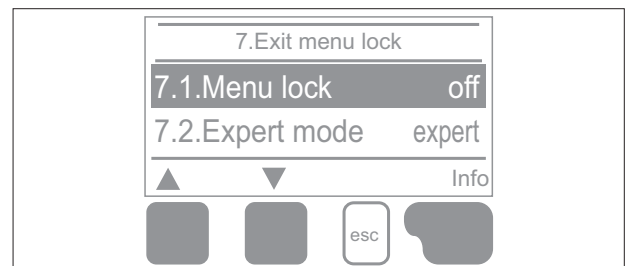 7.Exit menu lock
7.1.Menu lock off
7.2.Expert mode expert
Info
esc